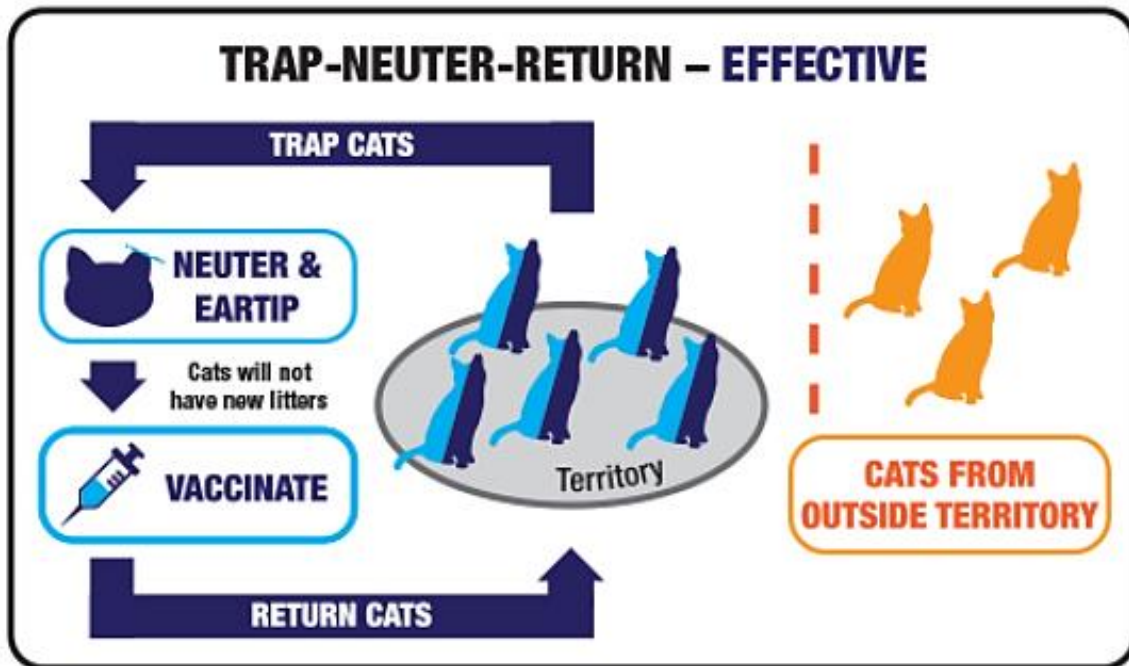 TRAP-NEUTER-RETURN – EFFECTIVE
TRAP CATS
NEUTER &
EARTIP
Cats will not
have new litters
VACCINATE
RETURN CATS
Territory
CATS FROM
OUTSIDE TERRITORY